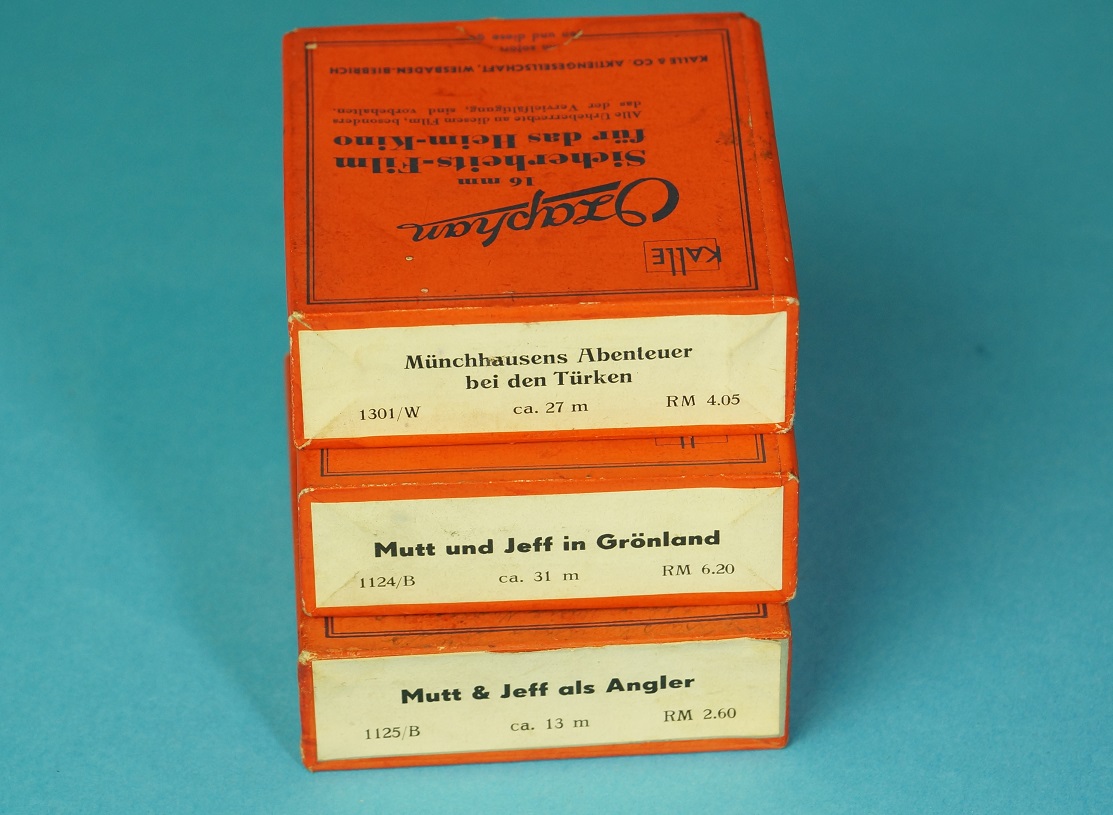 KALLE
Ozaphan
16 mm
Sicherheits-Film
für das Heim-Kino
Alle Urheberrechte an diesem Film, besonders
das der Vervielfältigung, sind vorbehalten.
KALLE & CO. AKTIENGESELLSCHAFT, WIESBADEN-BIEBRICH
Münchhausens Abenteuer
bei den Türken
1301/W ca. 27 m RM 4.05
Mutt und Jeff in Grönland
1124/B ca. 31 m RM 6.20
Mutt & Jeff als Angler
1125/B ca. 13 m RM 2.60